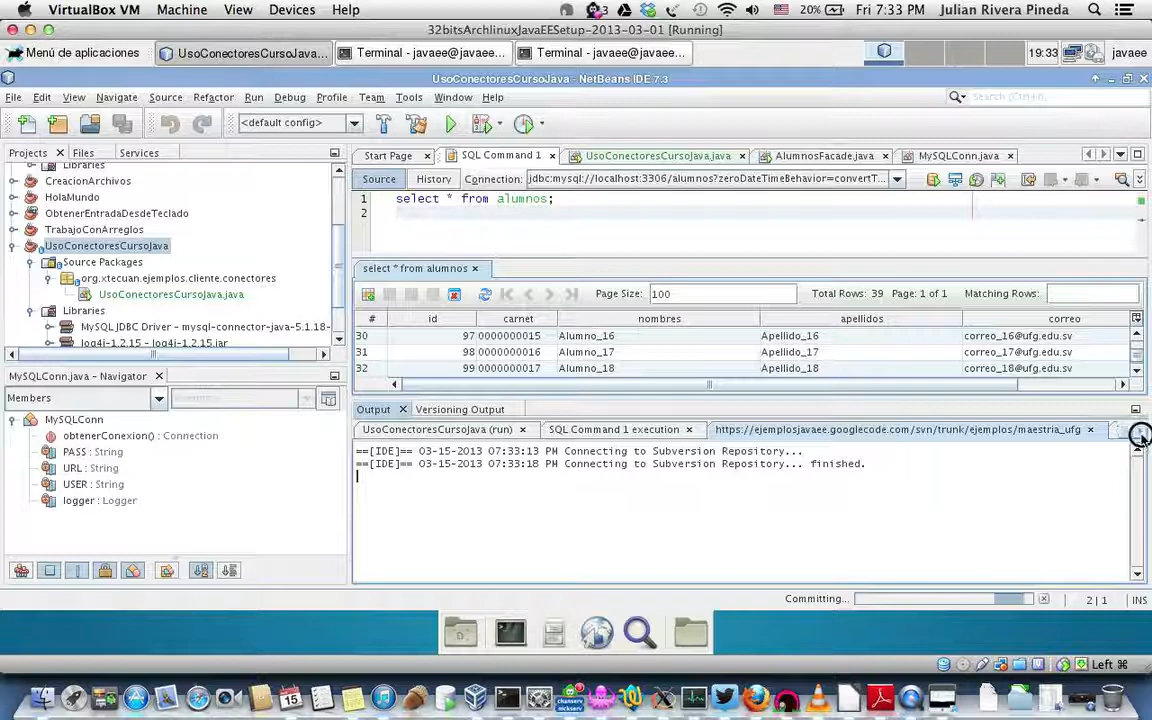 VirtualBox VM Machine View Devices Help 3 20% Fri 7:33 PM Julian Rivera Pineda
32bitsArchlinuxJavaEESetup-2013-03-01 [Running]
Menú de aplicaciones UsoConectoresCursoJava... Terminal - javaee@javaee... Terminal - javaee@javaee... 19:33 javaee
UsoConectoresCursoJava - NetBeans IDE 7.3
File Edit View Navigate Source Refactor Run Debug Profile Team Tools Window Help Search (Ctrl+I)
<default config>
Projects Files Services
Start Page SQL Command 1 UsoConectoresCursoJava.java AlumnosFacade.java MySQLConn.java
Libraries
CreacionArchivos
HolaMundo
ObtenerEntradaDesdeTeclado
TrabajoConArreglos
UsoConectoresCursoJava
Source Packages
org.xtecuan.ejemplos.cliente.conectores
UsoConectoresCursoJava.java
Libraries
MySQL JDBC Driver - mysql-connector-java-5.1.18-
log4j-1.2.15.jar
Source History Connection: jdbc:mysql://localhost:3306/alumnos?zeroDateTimeBehavior=convertT...
1 select * from alumnos;
2
select * from alumnos
Page Size: 100 Total Rows: 39 Page: 1 of 1 Matching Rows:
# id carnet nombres apellidos correo
30 97 0000000015 Alumno_16 Apellido_16 correo_16@ufg.edu.sv
31 98 0000000016 Alumno_17 Apellido_17 correo_17@ufg.edu.sv
32 99 0000000017 Alumno_18 Apellido_18 correo_18@ufg.edu.sv
MySQLConn.java - Navigator
Members
MySQLConn
obtenerConexion() : Connection
PASS : String
URL : String
USER : String
logger : Logger
Output Versioning Output
UsoConectoresCursoJava (run) SQL Command 1 execution https://ejemplosjavaee.googlecode.com/svn/trunk/ejemplos/maestria_ufg
==[IDE]== 03-15-2013 07:33:13 PM Connecting to Subversion Repository...
==[IDE]== 03-15-2013 07:33:18 PM Connecting to Subversion Repository... finished.
Committing... 2|1 INS
Left ⌘